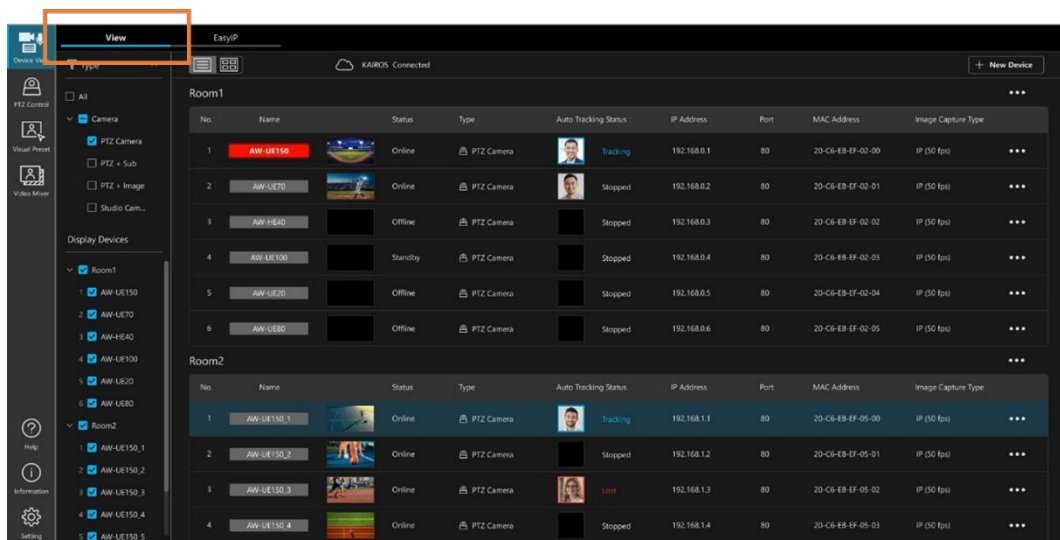 View EasyIP
Device View
PTZ Control
Visual Preset
Video Mixer
Help
Information
Setting
Type
All
Camera
PTZ Camera
PTZ + Sub
PTZ + Image
Studio Cam...
Display Devices
Room1
1 AW-UE150
2 AW-UE70
3 AW-HE40
4 AW-UE100
5 AW-UE20
6 AW-UE80
Room2
1 AW-UE150_1
2 AW-UE150_2
3 AW-UE150_3
4 AW-UE150_4
5 AW-UE150_5
KAIROS Connected + New Device
Room1
No. Name Status Type Auto Tracking Status IP Address Port MAC Address Image Capture Type
1 AW-UE150 Online PTZ Camera Tracking 192.168.0.1 80 20-C6-EB-EF-02-00 IP (50 fps)
2 AW-UE70 Online PTZ Camera Stopped 192.168.0.2 80 20-C6-EB-EF-02-01 IP (50 fps)
3 AW-HE40 Offline PTZ Camera Stopped 192.168.0.3 80 20-C6-EB-EF-02-02 IP (50 fps)
4 AW-UE100 Standby PTZ Camera Stopped 192.168.0.4 80 20-C6-EB-EF-02-03 IP (50 fps)
5 AW-UE20 Offline PTZ Camera Stopped 192.168.0.5 80 20-C6-EB-EF-02-04 IP (50 fps)
6 AW-UE80 Offline PTZ Camera Stopped 192.168.0.6 80 20-C6-EB-EF-02-05 IP (50 fps)
Room2
No. Name Status Type Auto Tracking Status IP Address Port MAC Address Image Capture Type
1 AW-UE150_1 Online PTZ Camera Tracking 192.168.1.1 80 20-C6-EB-EF-05-00 IP (50 fps)
2 AW-UE150_2 Online PTZ Camera Stopped 192.168.1.2 80 20-C6-EB-EF-05-01 IP (50 fps)
3 AW-UE150_3 Online PTZ Camera Lost 192.168.1.3 80 20-C6-EB-EF-05-02 IP (50 fps)
4 AW-UE150_4 Online PTZ Camera Stopped 192.168.1.4 80 20-C6-EB-EF-05-03 IP (50 fps)